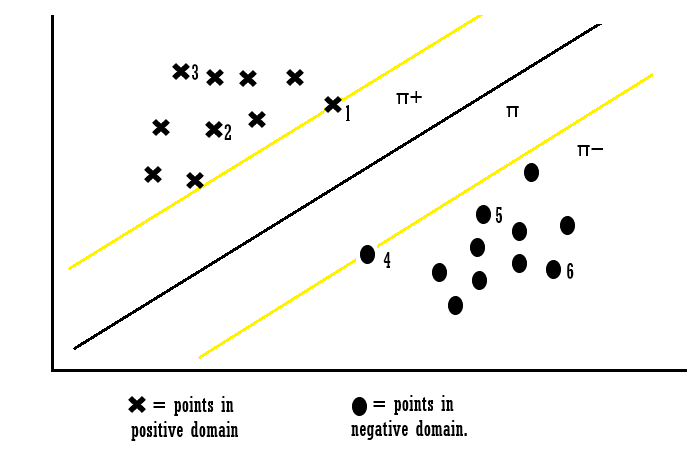 3
1
2
π+
π
π−
5
4
6
= points in
positive domain
= points in
negative domain.